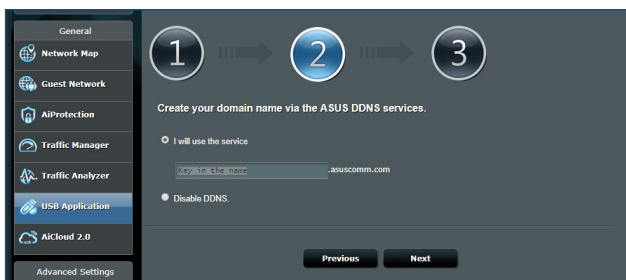 General
Network Map
Guest Network
AiProtection
Traffic Manager
Traffic Analyzer
USB Application
AiCloud 2.0
Advanced Settings
1
2
3
Create your domain name via the ASUS DDNS services.
I will use the service
Key in the name .asuscomm.com
Disable DDNS.
Previous Next